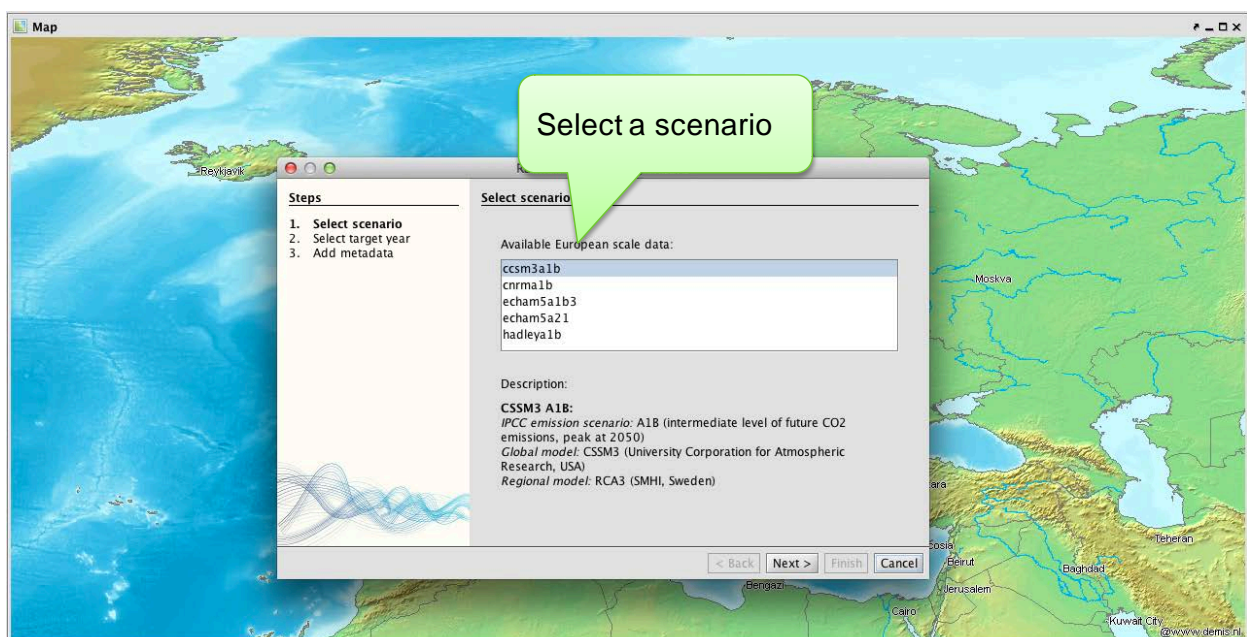 Map
Select a scenario
Reykjavik
Steps
1. Select scenario
2. Select target year
3. Add metadata
Select scenario
Available European scale data:
ccsm3a1b
cnrma1b
echam5a1b3
echam5a21
hadleya1b
Description:
CSSM3 A1B:
IPCC emission scenario: A1B (intermediate level of future CO2
emissions, peak at 2050)
Global model: CSSM3 (University Corporation for Atmospheric
Research, USA)
Regional model: RCA3 (SMHI, Sweden)
< Back Next > Finish Cancel
Moskva
ara
Teheran
osia
Beirut
Baghdad
Bengazi
Jerusalem
Cairo
Kuwait City
@www.demis.nl